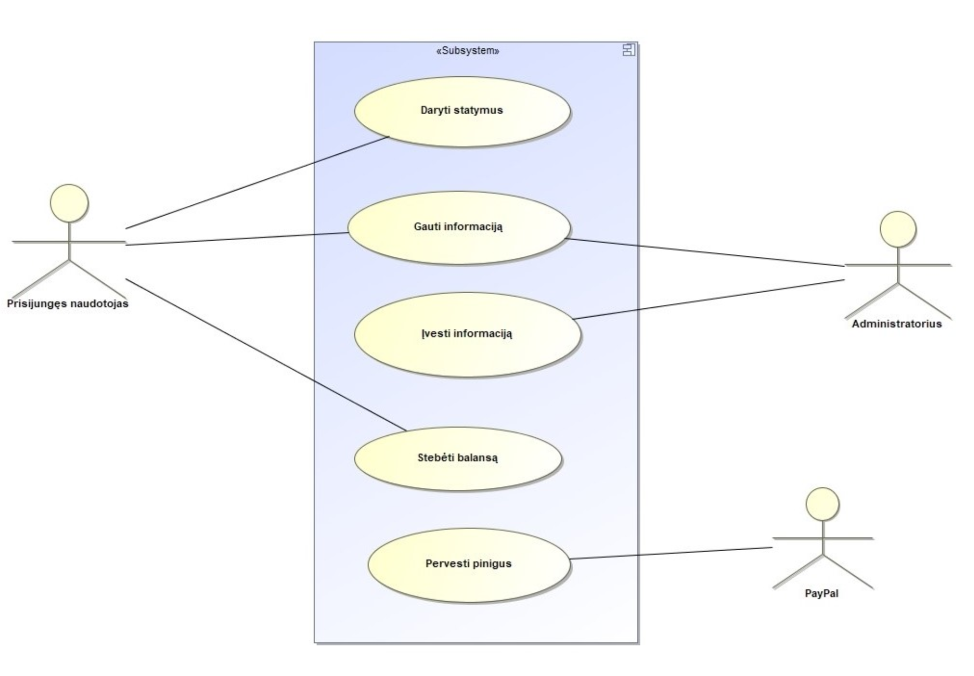 «Subsystem»
Daryti statymus
Gauti informaciją
Prisijungęs naudotojas
Administratorius
Įvesti informaciją
Stebėti balansą
Pervesti pinigus
PayPal